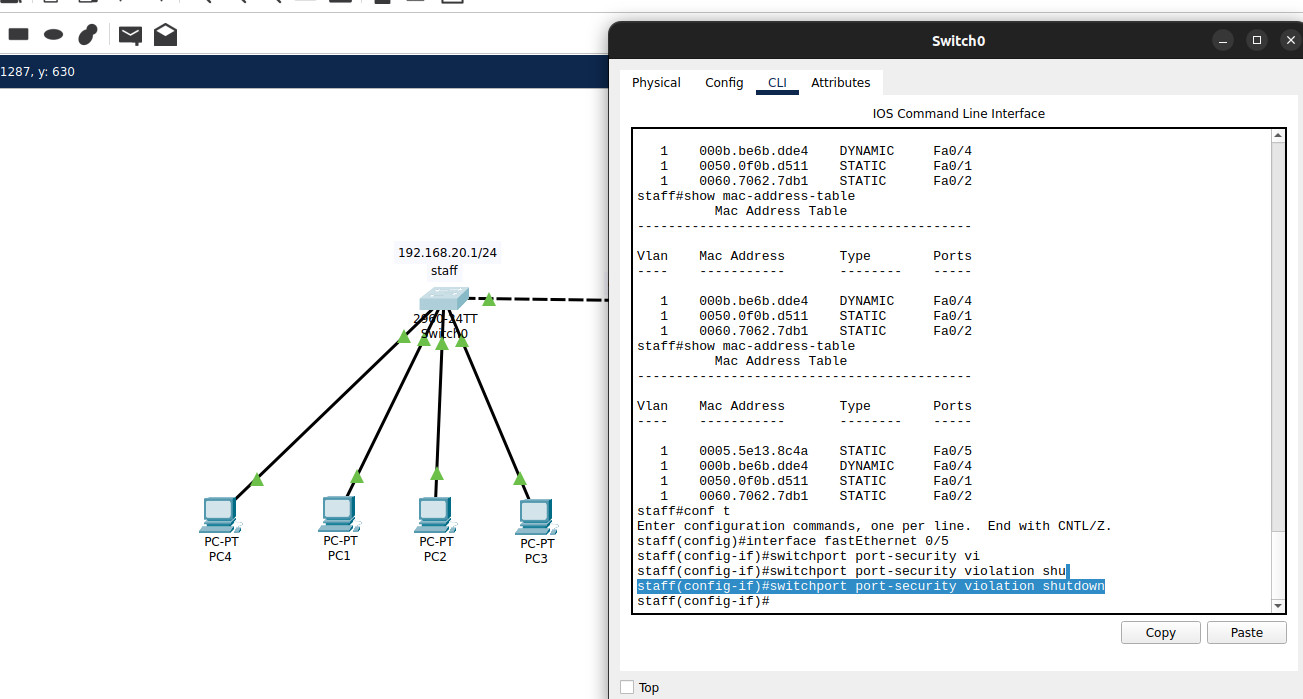 1287, y: 630
192.168.20.1/24
staff
2960-24TT
Switch0
PC-PT
PC4
PC-PT
PC1
PC-PT
PC2
PC-PT
PC3
Switch0
Physical Config CLI Attributes
IOS Command Line Interface
1 000b.be6b.dde4 DYNAMIC Fa0/4
1 0050.0f0b.d511 STATIC Fa0/1
1 0060.7062.7db1 STATIC Fa0/2
staff#show mac-address-table
Mac Address Table
-------------------------------------------
Vlan Mac Address Type Ports
---- ----------- -------- -----
1 000b.be6b.dde4 DYNAMIC Fa0/4
1 0050.0f0b.d511 STATIC Fa0/1
1 0060.7062.7db1 STATIC Fa0/2
staff#show mac-address-table
Mac Address Table
-------------------------------------------
Vlan Mac Address Type Ports
---- ----------- -------- -----
1 0005.5e13.8c4a STATIC Fa0/5
1 000b.be6b.dde4 DYNAMIC Fa0/4
1 0050.0f0b.d511 STATIC Fa0/1
1 0060.7062.7db1 STATIC Fa0/2
staff#conf t
Enter configuration commands, one per line. End with CNTL/Z.
staff(config)#interface fastEthernet 0/5
staff(config-if)#switchport port-security vi
staff(config-if)#switchport port-security violation shu
staff(config-if)#switchport port-security violation shutdown
staff(config-if)#
Copy Paste
Top